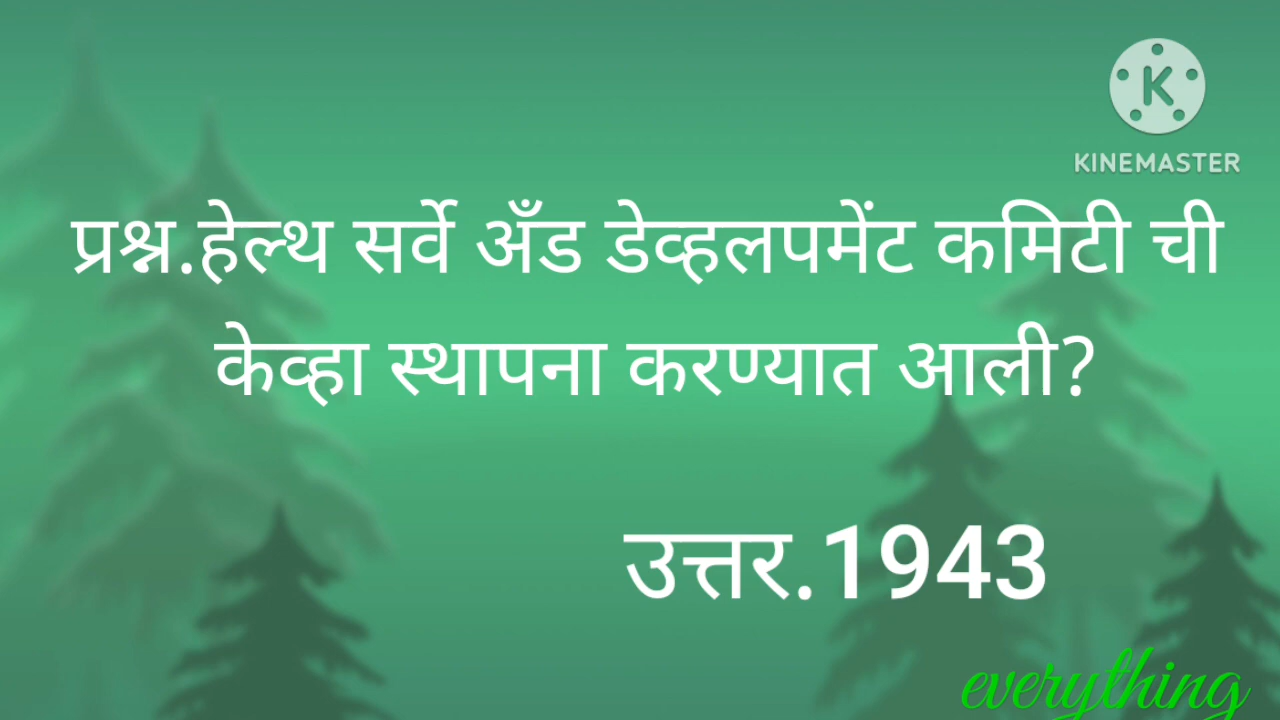 KINEMASTER
प्रश्न.हेल्थ सर्वे अँड डेव्हलपमेंट कमिटी ची
केव्हा स्थापना करण्यात आली?
उत्तर.1943
everything